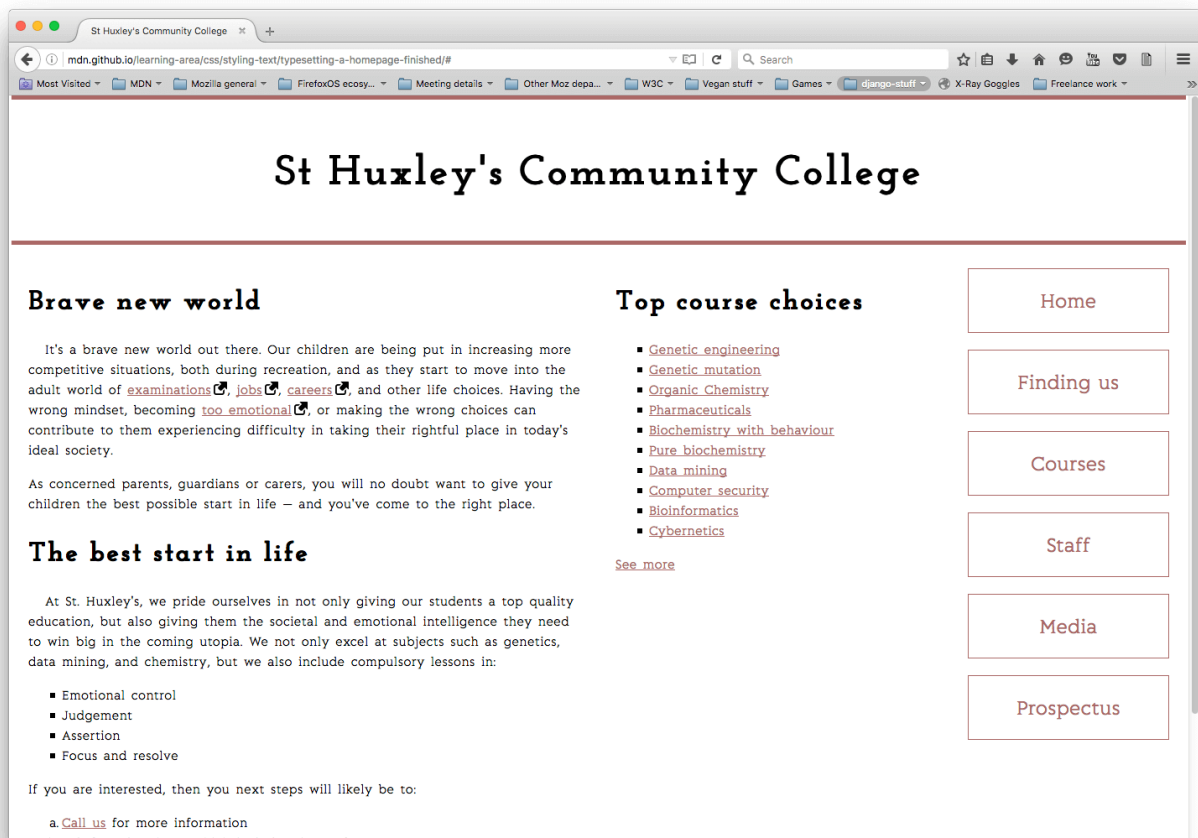 St Huxley's Community College
mdn.github.io/learning-area/css/styling-text/typesetting-a-homepage-finished/#
Search
Most Visited
MDN
Mozilla general
FirefoxOS ecosy...
Meeting details
Other Moz depa...
W3C
Vegan stuff
Games
django-stuff
X-Ray Goggles
Freelance work
St Huxley's Community College
Brave new world
It's a brave new world out there. Our children are being put in increasing more
competitive situations, both during recreation, and as they start to move into the
adult world of examinations, jobs, careers, and other life choices. Having the
wrong mindset, becoming too emotional, or making the wrong choices can
contribute to them experiencing difficulty in taking their rightful place in today's
ideal society.
As concerned parents, guardians or carers, you will no doubt want to give your
children the best possible start in life — and you've come to the right place.
The best start in life
At St. Huxley's, we pride ourselves in not only giving our students a top quality
education, but also giving them the societal and emotional intelligence they need
to win big in the coming utopia. We not only excel at subjects such as genetics,
data mining, and chemistry, but we also include compulsory lessons in:
Emotional control
Judgement
Assertion
Focus and resolve
If you are interested, then you next steps will likely be to:
a. Call us for more information
Top course choices
Genetic engineering
Genetic mutation
Organic Chemistry
Pharmaceuticals
Biochemistry with behaviour
Pure biochemistry
Data mining
Computer security
Bioinformatics
Cybernetics
See more
Home
Finding us
Courses
Staff
Media
Prospectus